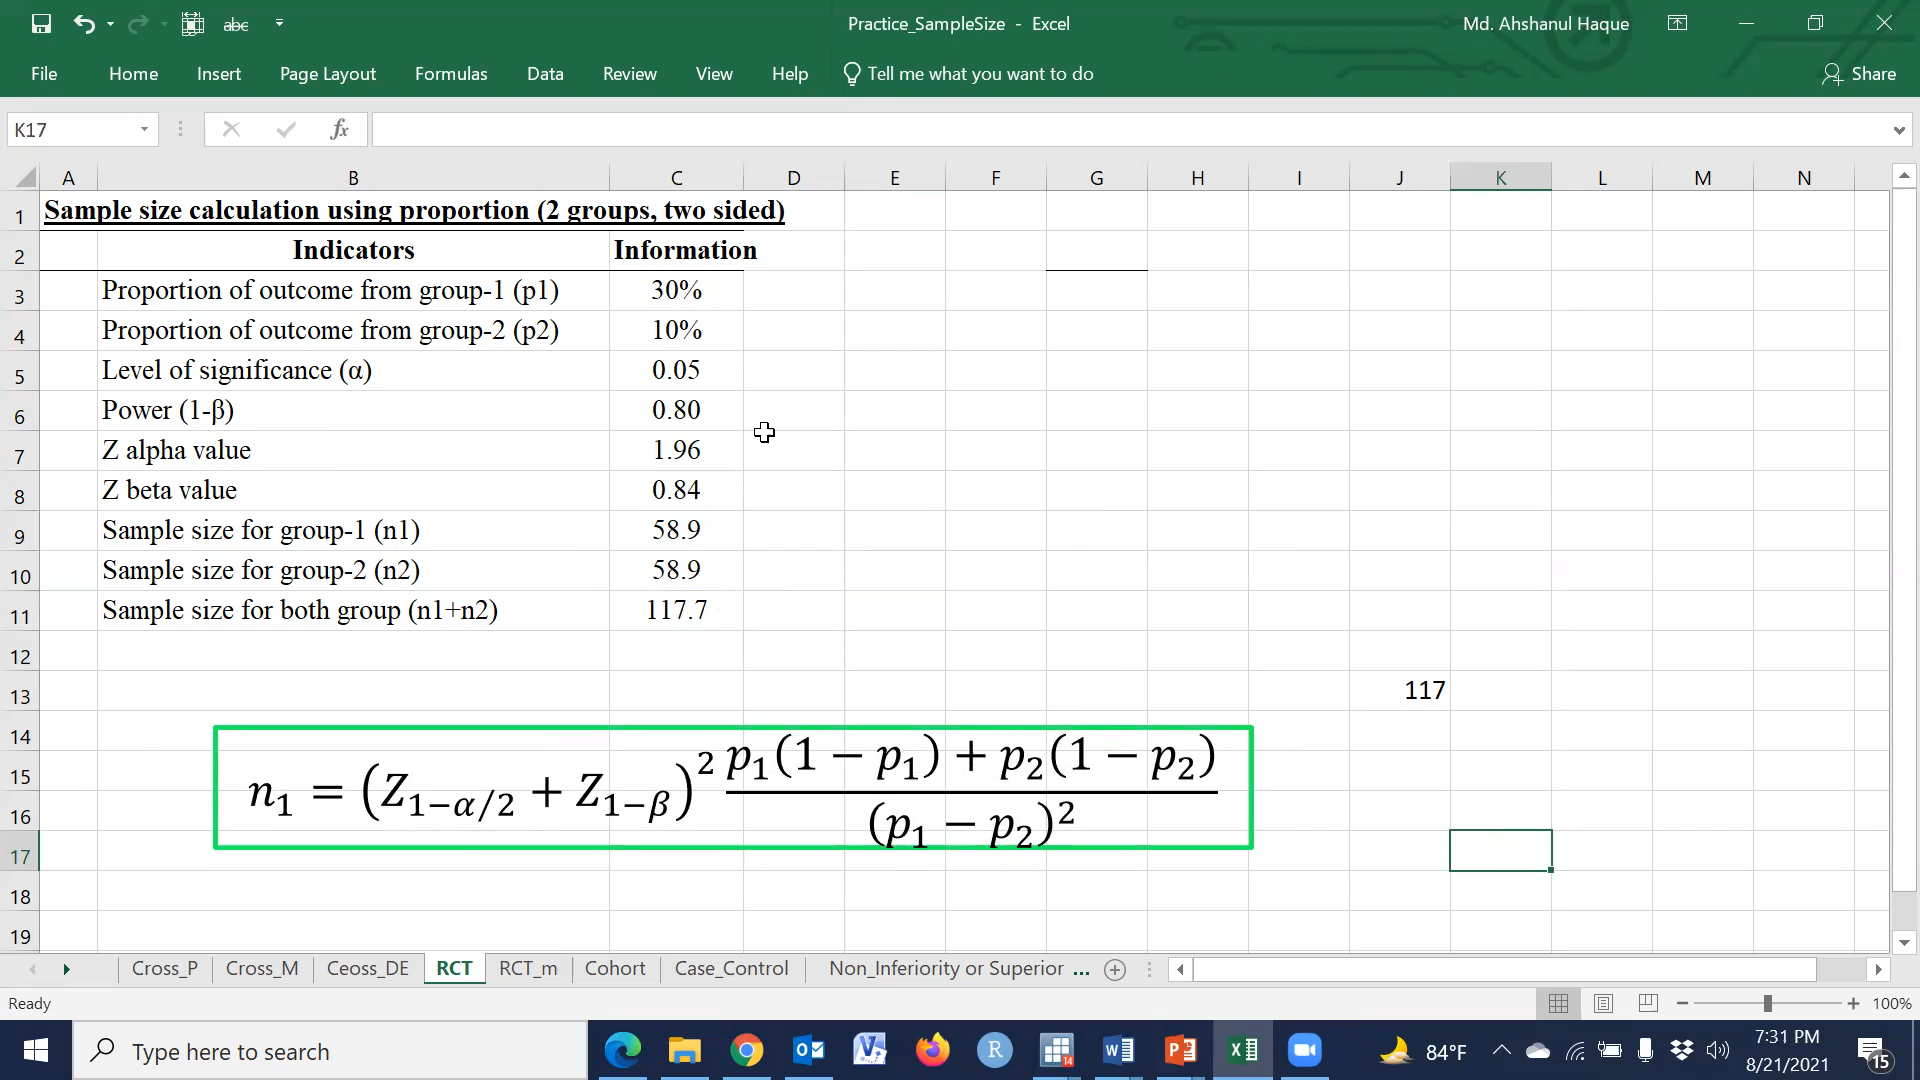 Practice_SampleSize - Excel
Md. Ahshanul Haque
File Home Insert Page Layout Formulas Data Review View Help Tell me what you want to do Share
K17 fx
A B C D E F G H I J K L M N
1 Sample size calculation using proportion (2 groups, two sided)
2 Indicators Information
3 Proportion of outcome from group-1 (p1) 30%
4 Proportion of outcome from group-2 (p2) 10%
5 Level of significance (α) 0.05
6 Power (1-β) 0.80
7 Z alpha value 1.96
8 Z beta value 0.84
9 Sample size for group-1 (n1) 58.9
10 Sample size for group-2 (n2) 58.9
11 Sample size for both group (n1+n2) 117.7
12
13 117
14
15
16
n₁ = (Z₁₋α/₂ + Z₁₋β)² p₁(1 − p₁) + p₂(1 − p₂) / (p₁ − p₂)²
17
18
19
Cross_P Cross_M Ceoss_DE RCT RCT_m Cohort Case_Control Non_Inferiority or Superior ...
Ready 100%
Type here to search 84°F 7:31 PM
8/21/2021 15